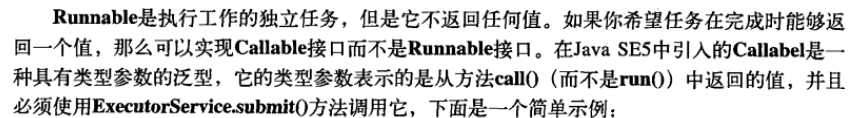 Runnable是执行工作的独立任务，但是它不返回任何值。如果你希望任务在完成时能够返
回一个值，那么可以实现Callable接口而不是Runnable接口。在Java SE5中引入的Callabel是一
种具有类型参数的泛型，它的类型参数表示的是从方法call()（而不是run()）中返回的值，并且
必须使用ExecutorService.submit()方法调用它，下面是一个简单示例：